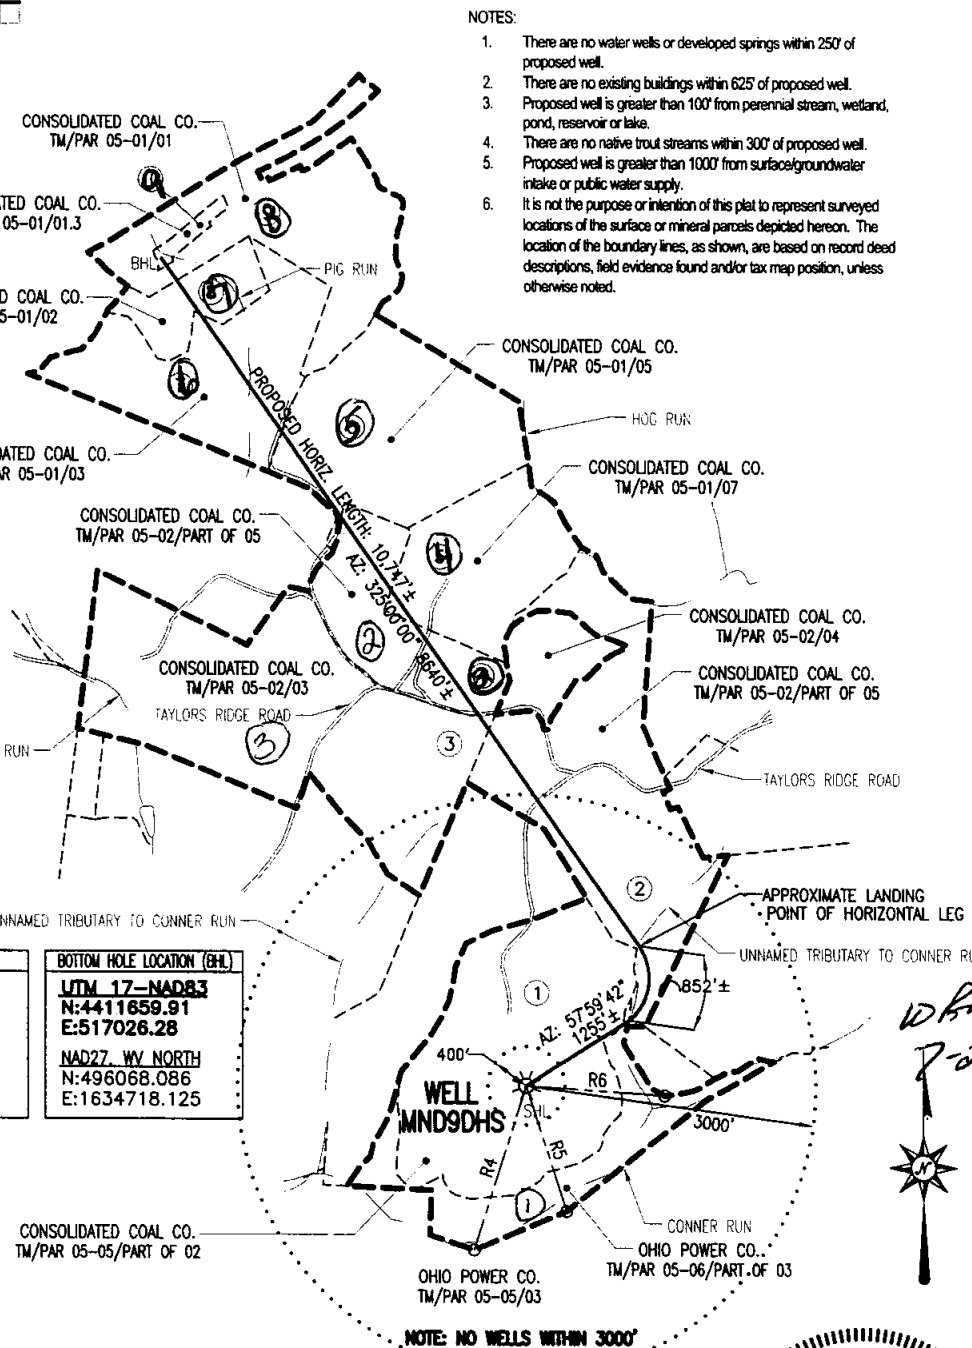 NOTES:
1. There are no water wells or developed springs within 250' of
proposed well.
2. There are no existing buildings within 625' of proposed well.
3. Proposed well is greater than 100' from perennial stream, wetland,
pond, reservoir or lake.
4. There are no native trout streams within 300' of proposed well.
5. Proposed well is greater than 1000' from surface/groundwater
intake or public water supply.
6. It is not the purpose or intention of this plat to represent surveyed
locations of the surface or mineral parcels depicted hereon. The
location of the boundary lines, as shown, are based on record deed
descriptions, field evidence found and/or tax map position, unless
otherwise noted.
CONSOLIDATED COAL CO.
TM/PAR 05-01/01
9
ATED COAL CO.
05-01/01.3
8
BHL
PIG RUN
7
D COAL CO.
5-01/02
6
CONSOLIDATED COAL CO.
TM/PAR 05-01/05
5
HOG RUN
DATED COAL CO.
AR 05-01/03
CONSOLIDATED COAL CO.
TM/PAR 05-01/07
PROPOSED HORIZ. LENGTH: 10,747'±
AZ: 325°00'00" 8640'±
CONSOLIDATED COAL CO.
TM/PAR 05-02/PART OF 05
4
2
CONSOLIDATED COAL CO.
TM/PAR 05-02/04
CONSOLIDATED COAL CO.
TM/PAR 05-02/03
CONSOLIDATED COAL CO.
TM/PAR 05-02/PART OF 05
TAYLORS RIDGE ROAD
3
3
RUN
TAYLORS RIDGE ROAD
2
APPROXIMATE LANDING
POINT OF HORIZONTAL LEG
NNAMED TRIBUTARY TO CONNER RUN
UNNAMED TRIBUTARY TO CONNER RU
BOTTOM HOLE LOCATION (BHL)
UTM 17-NAD83
N:4411659.91
E:517026.28
NAD27, WV NORTH
N:496068.086
E:1634718.125
1
852'±
AZ: 57°59'42"
1255'±
400'
WELL
MND9DHS
SHL
R6
3000'
R4
R5
N
1
CONSOLIDATED COAL CO.
TM/PAR 05-05/PART OF 02
CONNER RUN
OHIO POWER CO..
TM/PAR 05-06/PART.OF 03
OHIO POWER CO.
TM/PAR 05-05/03
NOTE: NO WELLS WITHIN 3000'